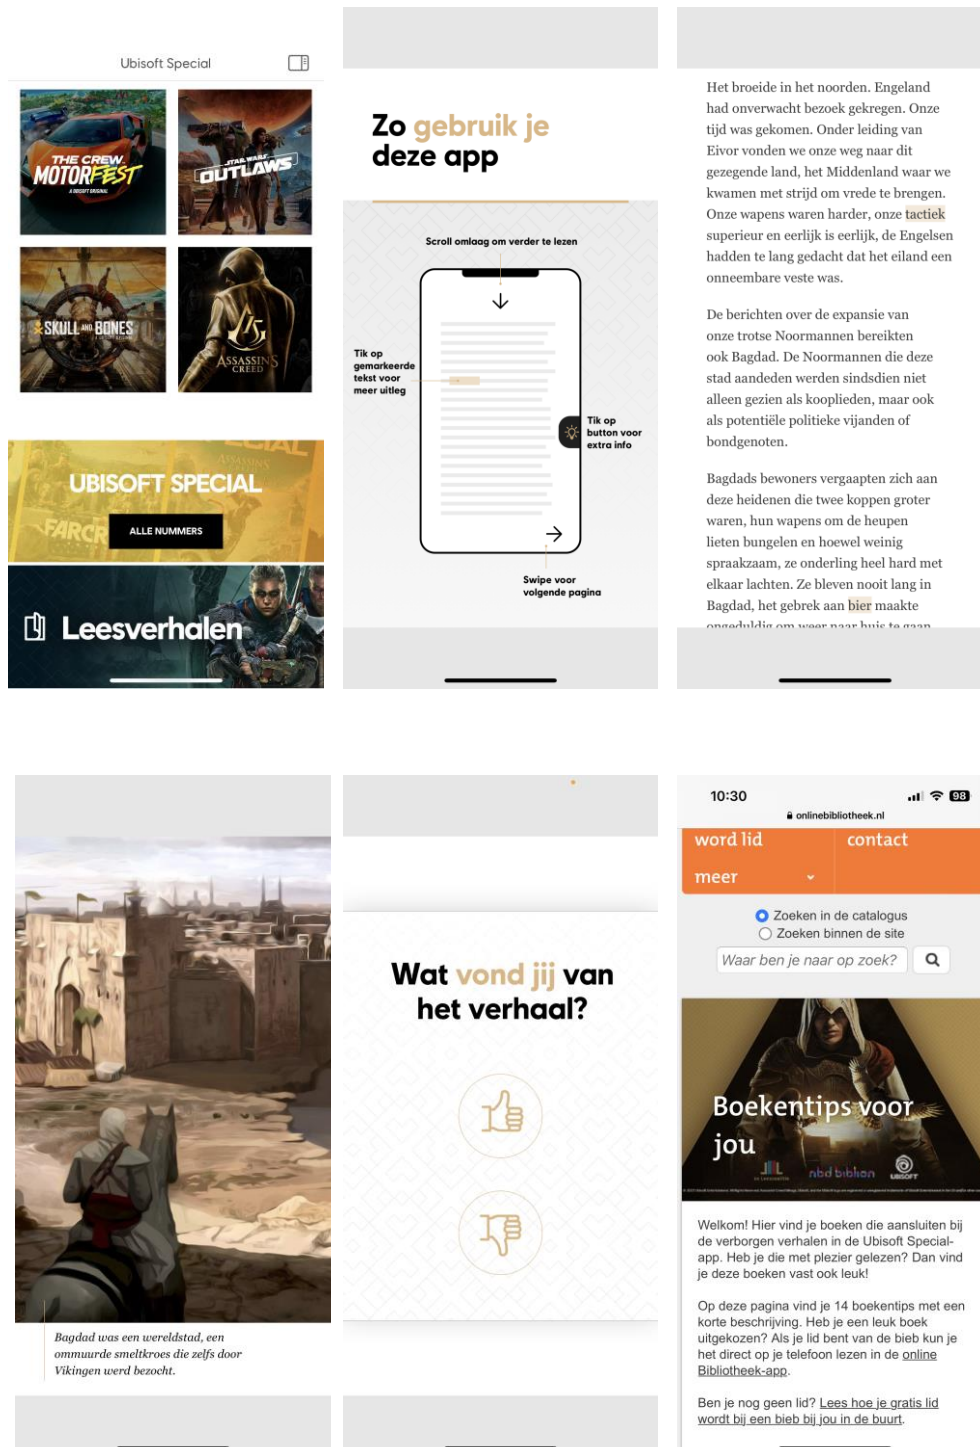 Ubisoft Special
THE CREW
MOTORFEST
A UBISOFT ORIGINAL
STAR WARS
OUTLAWS
SKULL AND BONES
A UBISOFT ORIGINAL
15
ASSASSIN'S
CREED
UBISOFT SPECIAL
FARCR
ALLE NUMMERS
Leesverhalen
Zo gebruik je
deze app
Scroll omlaag om verder te lezen
Tik op
gemarkeerde
tekst voor
meer uitleg
Tik op
button voor
extra info
Swipe voor
volgende pagina
Het broeide in het noorden. Engeland
had onverwacht bezoek gekregen. Onze
tijd was gekomen. Onder leiding van
Eivor vonden we onze weg naar dit
gezegende land, het Middenland waar we
kwamen met strijd om vrede te brengen.
Onze wapens waren harder, onze tactiek
superieur en eerlijk is eerlijk, de Engelsen
hadden te lang gedacht dat het eiland een
onneembare veste was.
De berichten over de expansie van
onze trotse Noormannen bereikten
ook Bagdad. De Noormannen die deze
stad aandeden werden sindsdien niet
alleen gezien als kooplieden, maar ook
als potentiële politieke vijanden of
bondgenoten.
Bagdads bewoners vergaapten zich aan
deze heidenen die twee koppen groter
waren, hun wapens om de heupen
lieten bungelen en hoewel weinig
spraakzaam, ze onderling heel hard met
elkaar lachten. Ze bleven nooit lang in
Bagdad, het gebrek aan bier maakte
ongeduldig om weer naar huis te gaan
Bagdad was een wereldstad, een
ommuurde smeltkroes die zelfs door
Vikingen werd bezocht.
Wat vond jij van
het verhaal?
10:30
98
onlinebibliotheek.nl
word lid
contact
meer
Zoeken in de catalogus
Zoeken binnen de site
Waar ben je naar op zoek?
Boekentips voor
jou
nbd biblion
UBISOFT
Welkom! Hier vind je boeken die aansluiten bij
de verborgen verhalen in de Ubisoft Special-
app. Heb je die met plezier gelezen? Dan vind
je deze boeken vast ook leuk!
Op deze pagina vind je 14 boekentips met een
korte beschrijving. Heb je een leuk boek
uitgekozen? Als je lid bent van de bieb kun je
het direct op je telefoon lezen in de online
Bibliotheek-app.
Ben je nog geen lid? Lees hoe je gratis lid
wordt bij een bieb bij jou in de buurt.